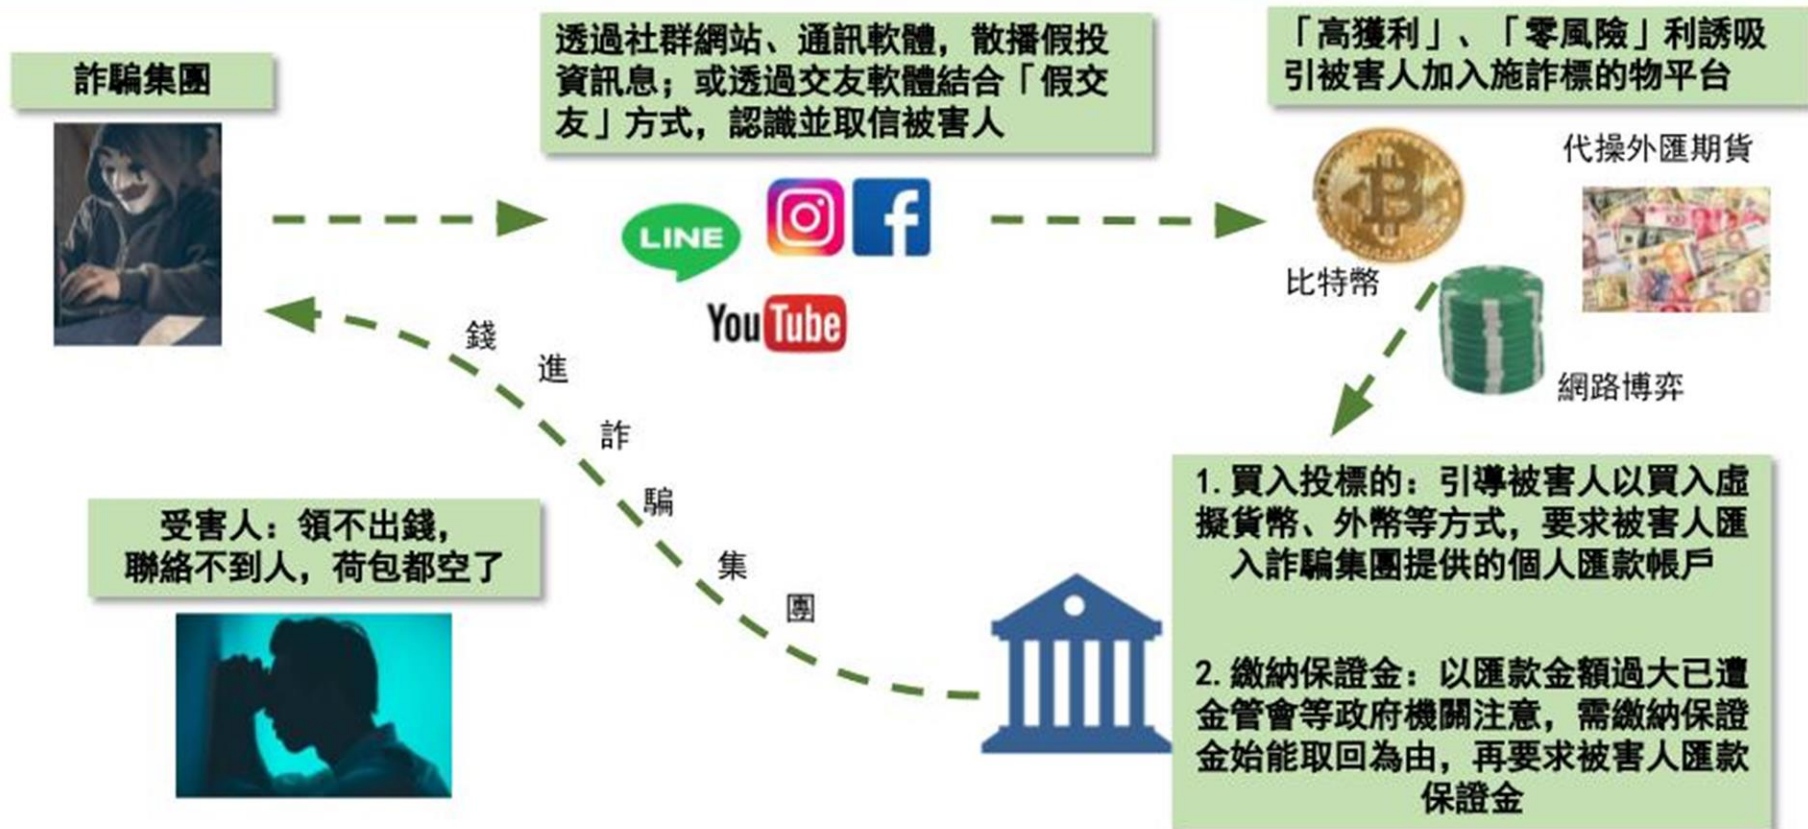 詐騙集團
透過社群網站、通訊軟體，散播假投
資訊息；或透過交友軟體結合「假交
友」方式，認識並取信被害人
「高獲利」、「零風險」利誘吸
引被害人加入施詐標的物平台
LINE
YouTube
比特幣
代操外匯期貨
網路博弈
1.買入投標的：引導被害人以買入虛
擬貨幣、外幣等方式，要求被害人匯
入詐騙集團提供的個人匯款帳戶
2.繳納保證金：以匯款金額過大已遭
金管會等政府機關注意，需繳納保證
金始能取回為由，再要求被害人匯款
保證金
錢進詐騙集團
受害人：領不出錢，
聯絡不到人，荷包都空了